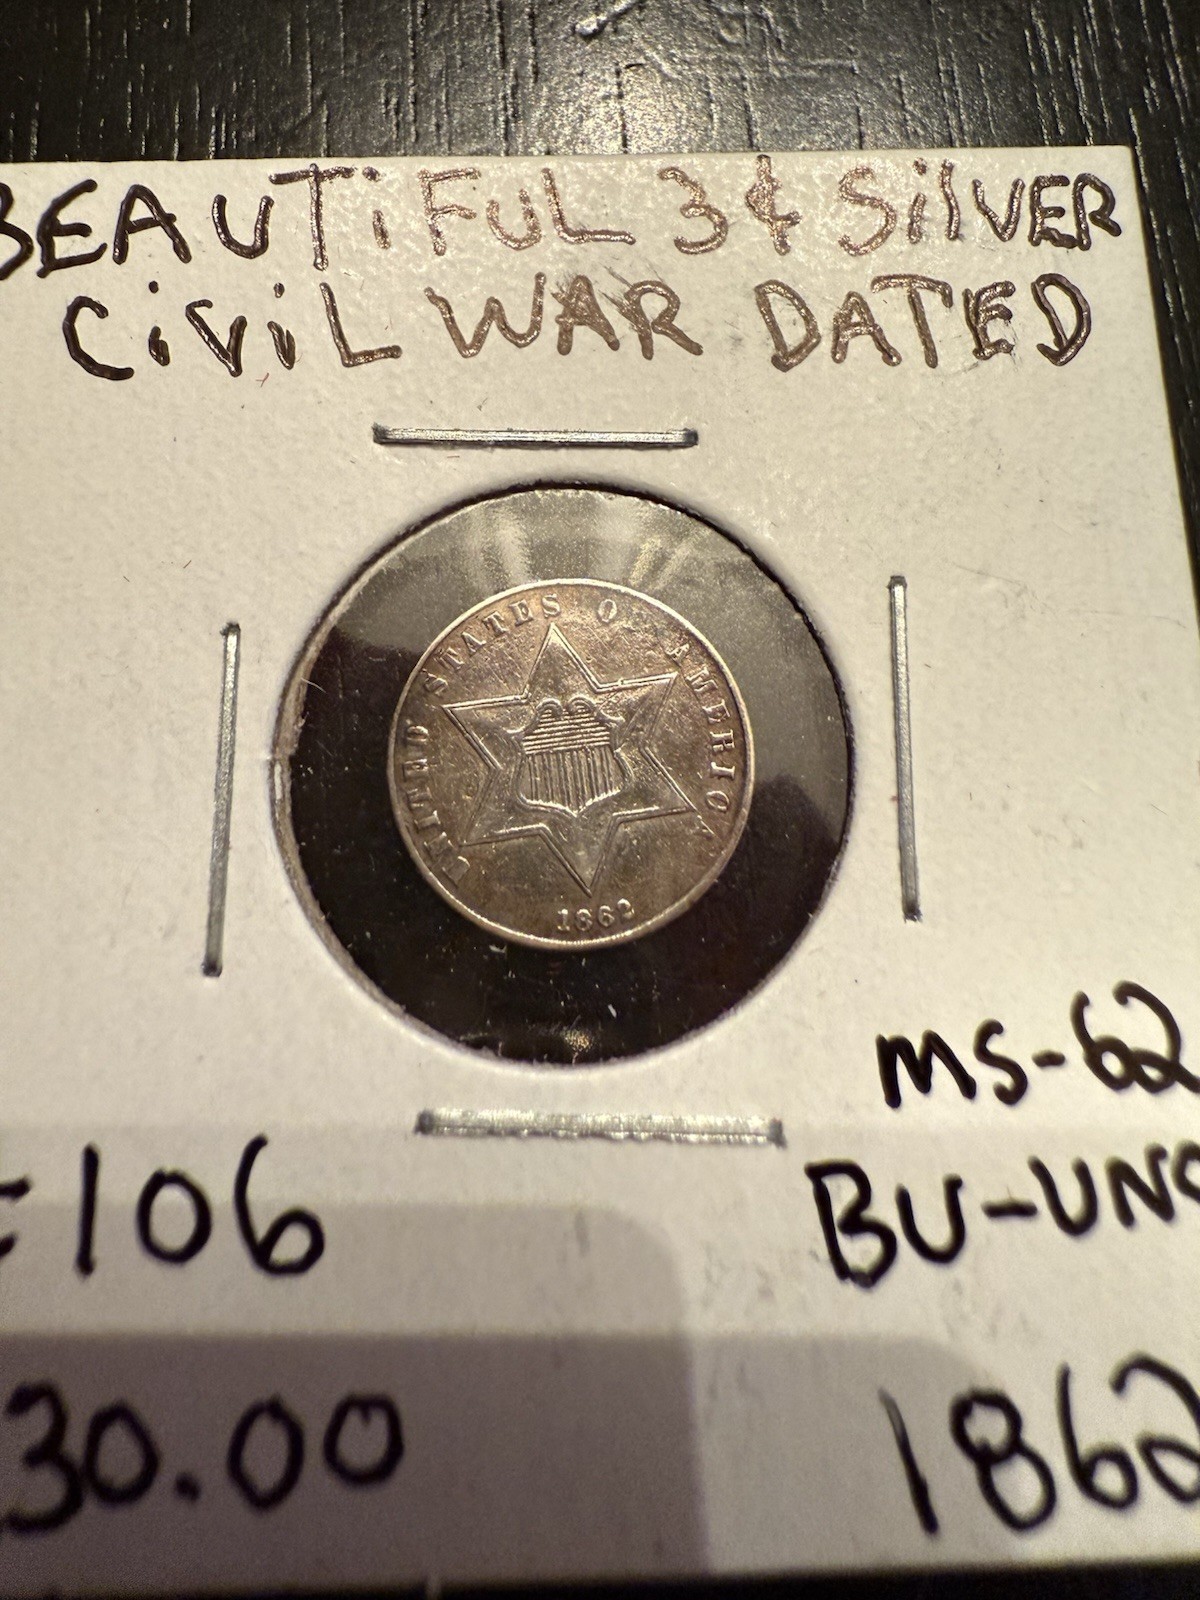 BEAUTiFUL 3¢ SilVER
CiViL WAR DATED
UNITED STATES OF AMERICA
1862
MS-62
106
BU-UNC
30.00
1862